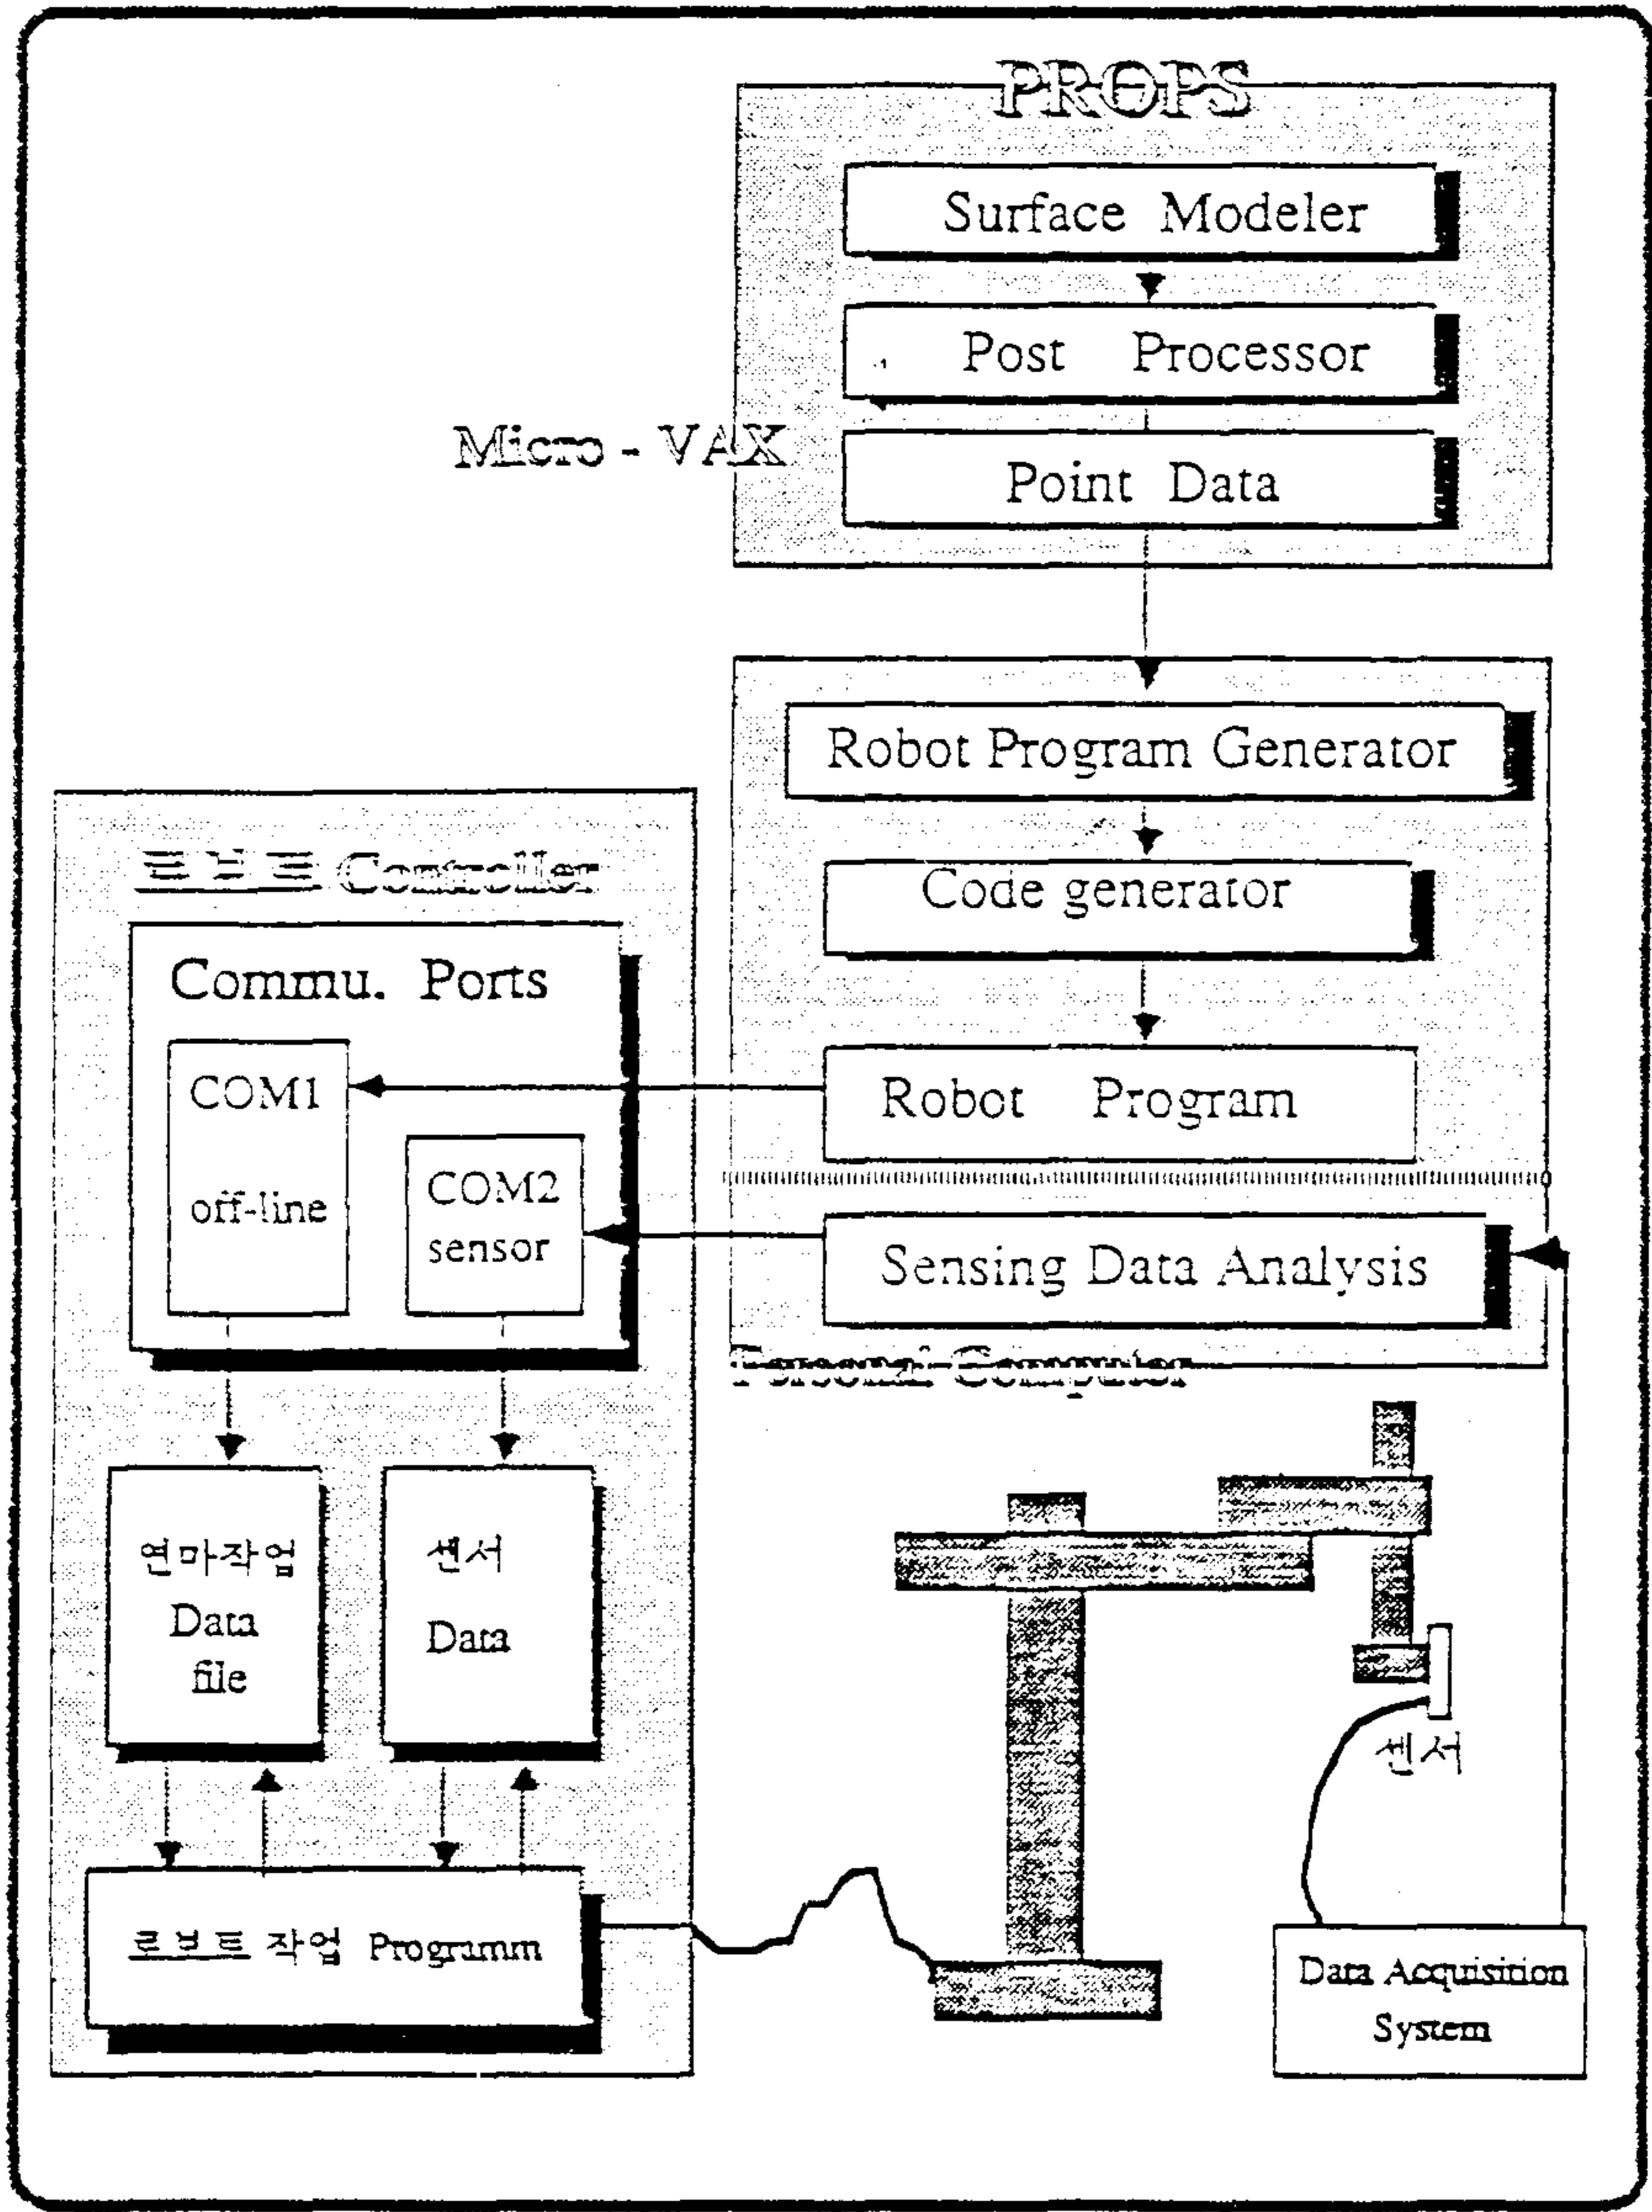 PROPS
Surface Modeler
Post Processor
Micro - VAX
Point Data
Robot Program Generator
Code generator
Robot Program
Sensing Data Analysis
Personal Computer
로보트 Controller
Commu. Ports
COM1
off-line
COM2
sensor
연마작업
Data
file
센서
Data
로보트 작업 Programm
센서
Data Acquisition
System